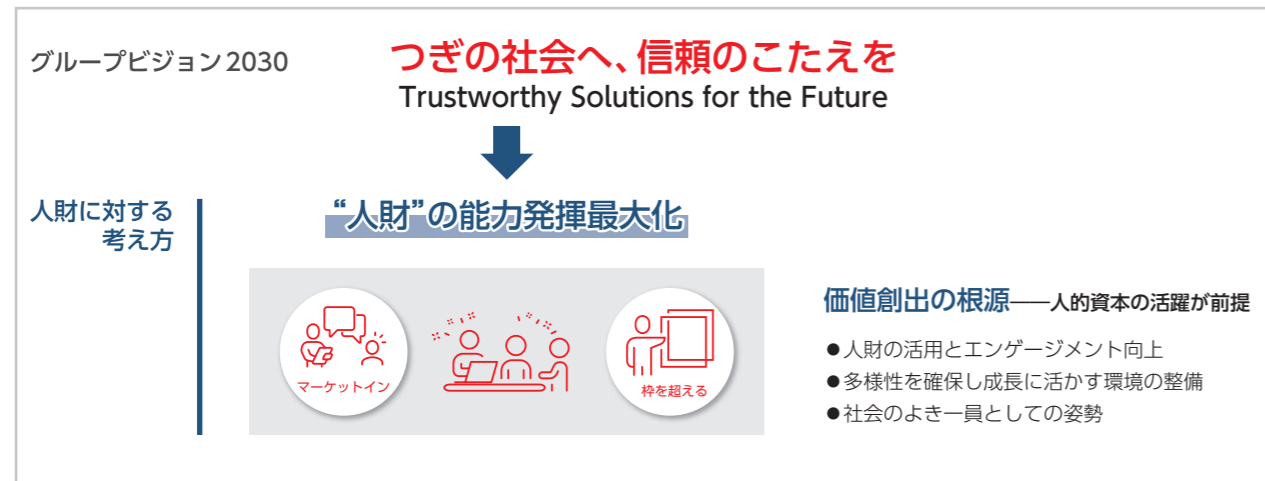 グループビジョン2030
つぎの社会へ、信頼のこたえを
Trustworthy Solutions for the Future
人財に対する
考え方
“人財”の能力発揮最大化
マーケットイン
枠を超える
価値創出の根源――人的資本の活躍が前提
●人財の活用とエンゲージメント向上
●多様性を確保し成長に活かす環境の整備
●社会のよき一員としての姿勢